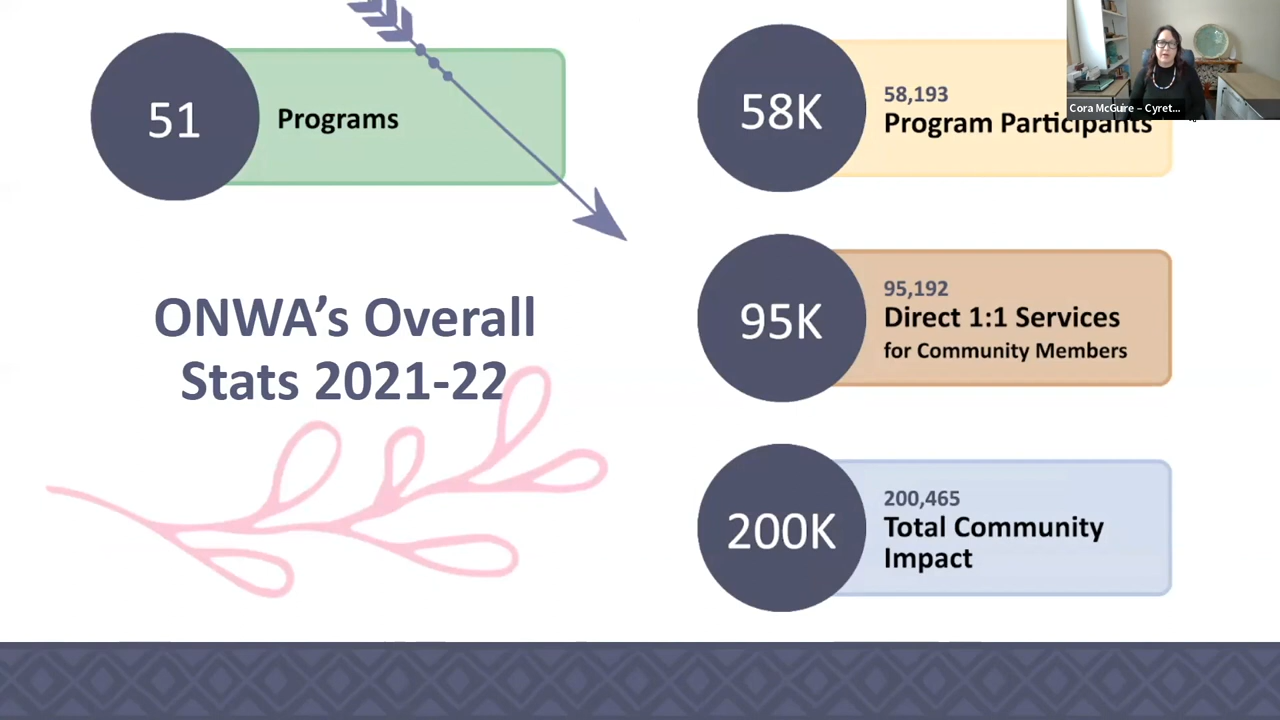 51
Programs
ONWA’s Overall
Stats 2021-22
58K
58,193
Program Participants
95K
95,192
Direct 1:1 Services
for Community Members
200K
200,465
Total Community
Impact
Cora McGuire – Cyret...